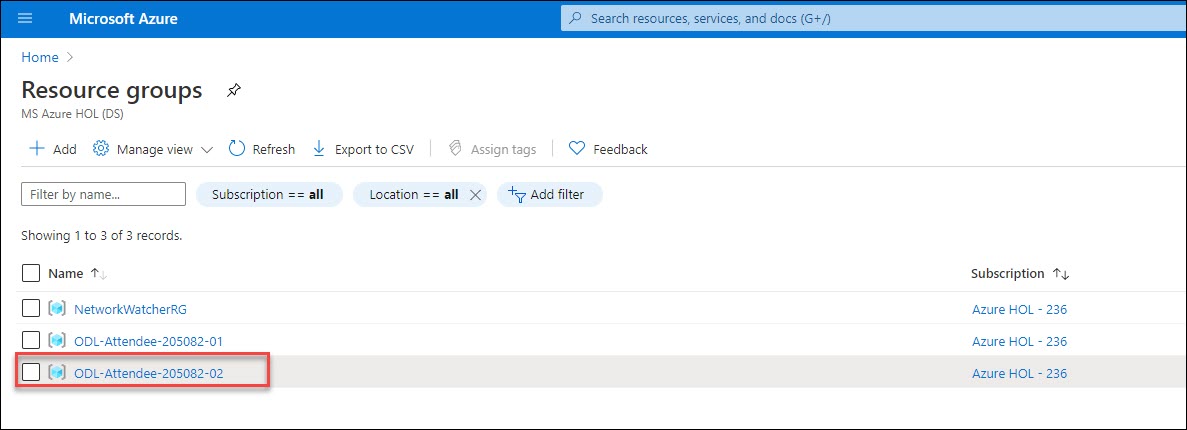 Microsoft Azure
Search resources, services, and docs (G+/)
Home
Resource groups
MS Azure HOL (DS)
Add Manage view Refresh Export to CSV Assign tags Feedback
Filter by name... Subscription == all Location == all Add filter
Showing 1 to 3 of 3 records.
Name Subscription
NetworkWatcherRG Azure HOL - 236
ODL-Attendee-205082-01 Azure HOL - 236
ODL-Attendee-205082-02 Azure HOL - 236